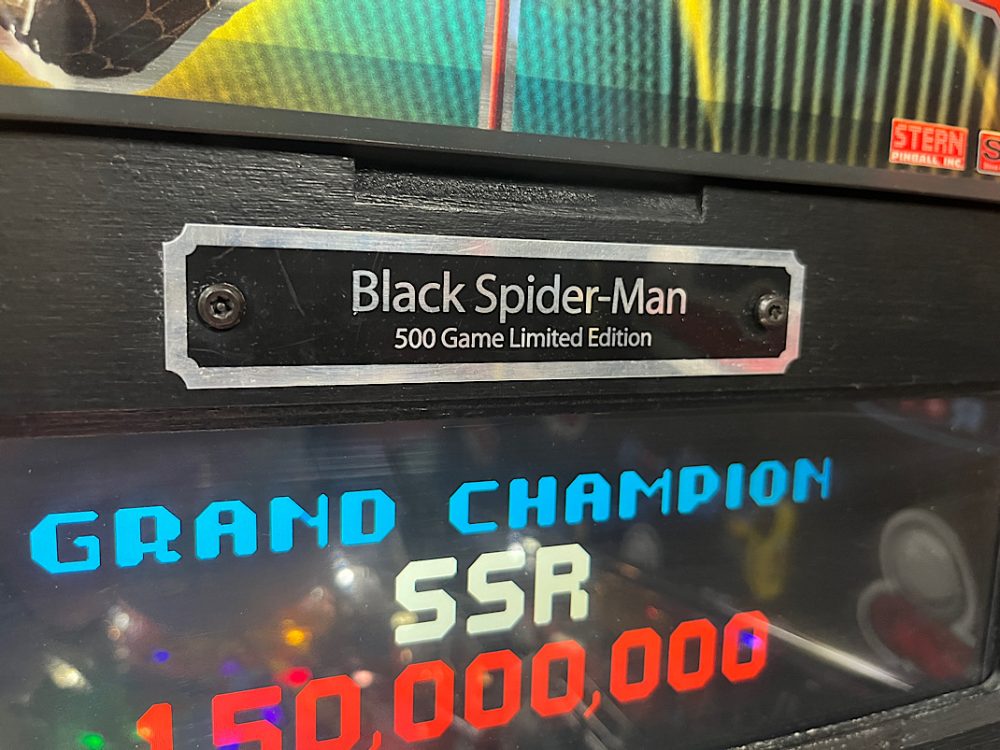 STERN
PINBALL INC
Black Spider-Man
500 Game Limited Edition
GRAND CHAMPION
SSR
150,000,000